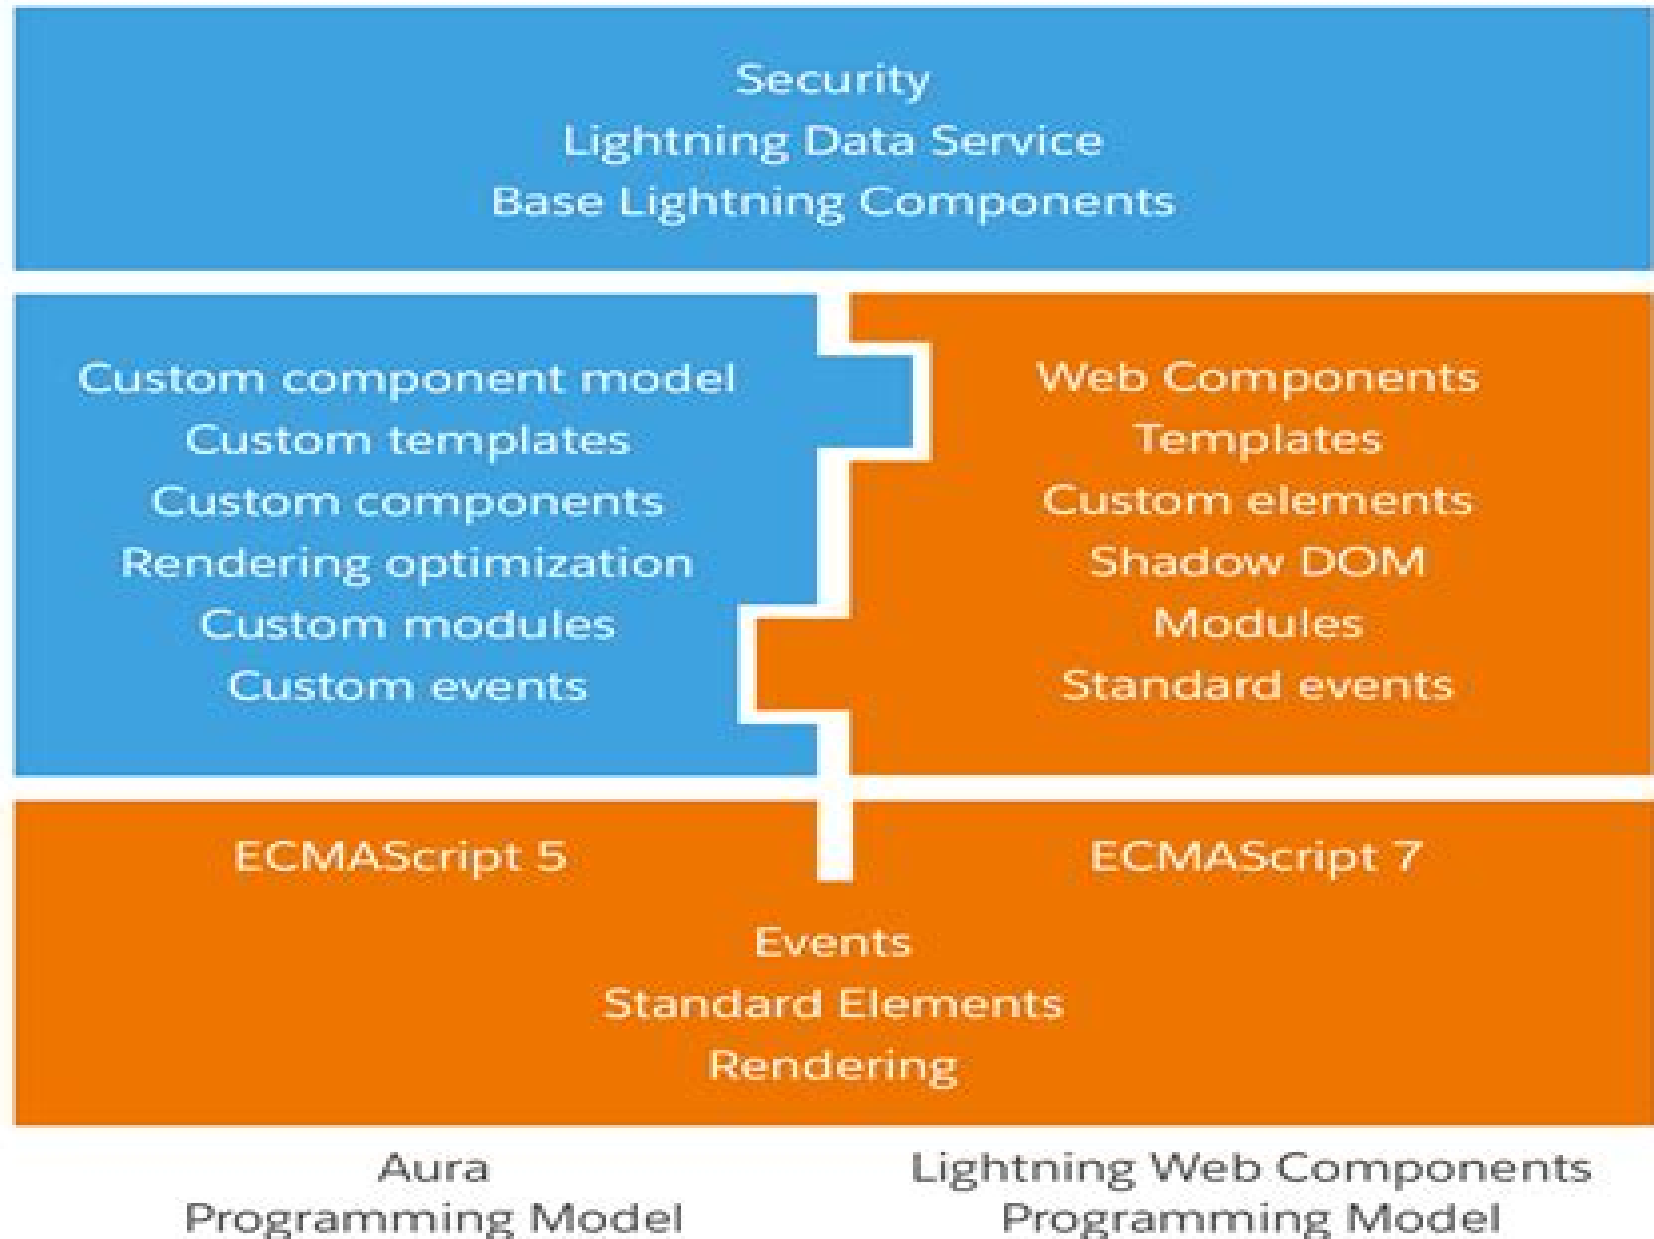 Security
Lightning Data Service
Base Lightning Components
Custom component model
Custom templates
Custom components
Rendering optimization
Custom modules
Custom events
Web Components
Templates
Custom elements
Shadow DOM
Modules
Standard events
ECMAScript 5
ECMAScript 7
Events
Standard Elements
Rendering
Aura
Programming Model
Lightning Web Components
Programming Model